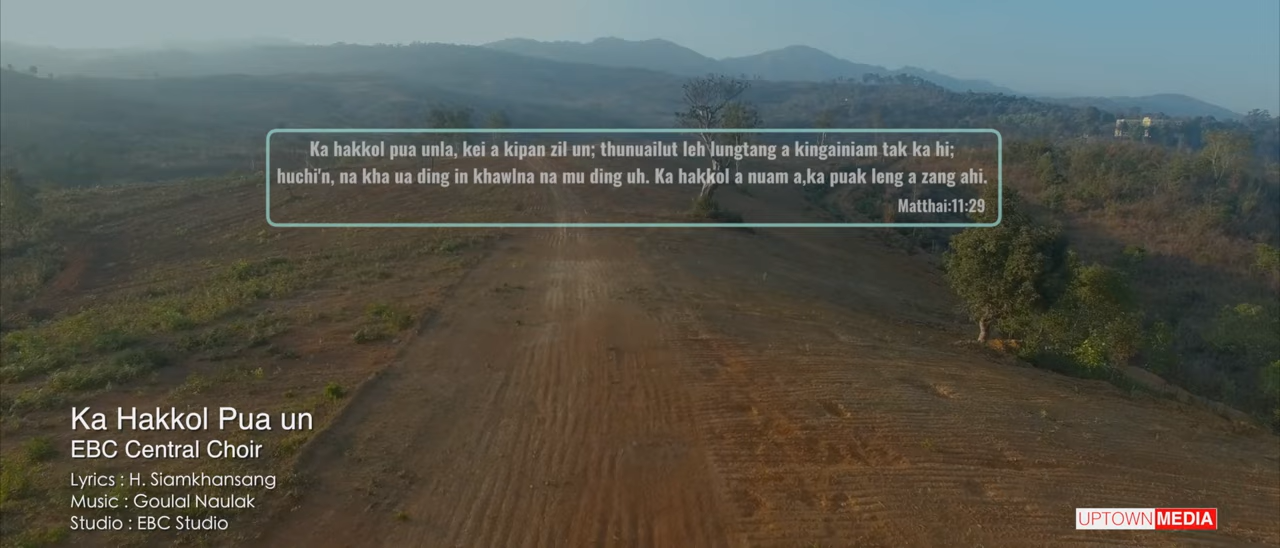 Ka hakkol pua unla, kei a kipan zil un; thunuailut leh lungtang a kingainiam tak ka hi;
huchi'n, na kha ua ding in khawlna na mu ding uh. Ka hakkol a nuam a,ka puak leng a zang ahi.
Matthai:11:29
Ka Hakkol Pua un
EBC Central Choir
Lyrics : H. Siamkhansang
Music : Goulal Naulak
Studio : EBC Studio
UPTOWN MEDIA